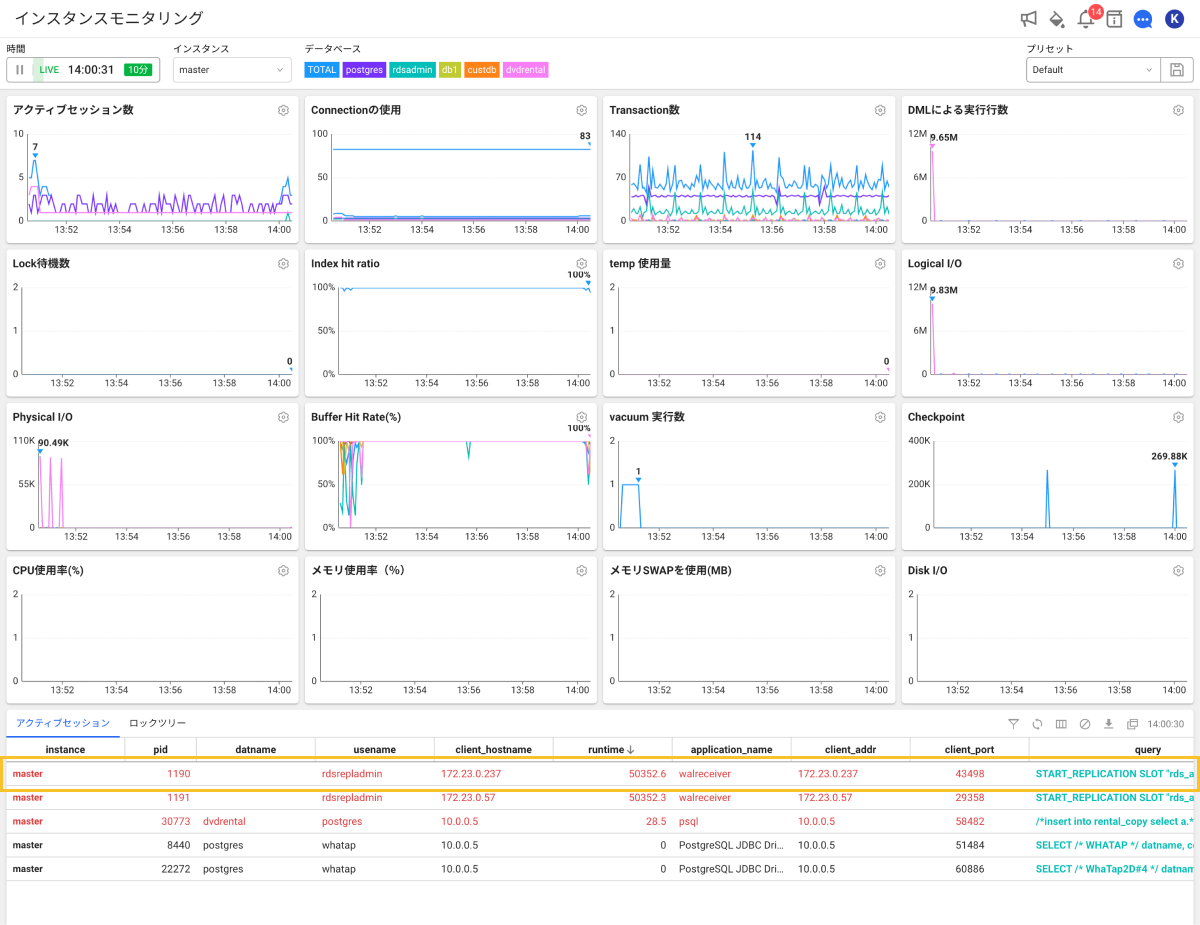 インスタンスモニタリング
14
K
時間
インスタンス
データベース
プリセット
LIVE 14:00:31 10分
master
TOTAL postgres rdsadmin db1 custdb dvdrental
Default
アクティブセッション数
10
5
0
7
13:52 13:54 13:56 13:58 14:00
Connectionの使用
100
50
0
83
13:52 13:54 13:56 13:58 14:00
Transaction数
140
70
0
114
13:52 13:54 13:56 13:58 14:00
DMLによる実行行数
12M
6M
0
9.65M
13:52 13:54 13:56 13:58 14:00
Lock待機数
2
1
0
0
13:52 13:54 13:56 13:58 14:00
Index hit ratio
100%
50%
0%
100%
13:52 13:54 13:56 13:58 14:00
temp 使用量
2
1
0
0
13:52 13:54 13:56 13:58 14:00
Logical I/O
12M
6M
0
9.83M
13:52 13:54 13:56 13:58 14:00
Physical I/O
110K
55K
0
90.49K
13:52 13:54 13:56 13:58 14:00
Buffer Hit Rate(%)
100%
50%
0%
100%
13:52 13:54 13:56 13:58 14:00
vacuum 実行数
2
1
0
1
13:52 13:54 13:56 13:58 14:00
Checkpoint
400K
200K
0
269.88K
13:52 13:54 13:56 13:58 14:00
CPU使用率(%)
2
1
0
13:52 13:54 13:56 13:58 14:00
メモリ使用率（%）
2
1
0
13:52 13:54 13:56 13:58 14:00
メモリSWAPを使用(MB)
2
1
0
13:52 13:54 13:56 13:58 14:00
Disk I/O
2
1
0
13:52 13:54 13:56 13:58 14:00
アクティブセッション ロックツリー 14:00:30
instance pid datname usename client_hostname runtime ↓ application_name client_addr client_port query
master 1190 rdsrepladmin 172.23.0.237 50352.6 walreceiver 172.23.0.237 43498 START_REPLICATION SLOT "rds_a
master 1191 rdsrepladmin 172.23.0.57 50352.3 walreceiver 172.23.0.57 29358 START_REPLICATION SLOT "rds_a
master 30773 dvdrental postgres 10.0.0.5 28.5 psql 10.0.0.5 58482 /*insert into rental_copy select a.*
master 8440 postgres whatap 10.0.0.5 0 PostgreSQL JDBC Dri... 10.0.0.5 51484 SELECT /* WHATAP */ datname, c
master 22272 postgres whatap 10.0.0.5 0 PostgreSQL JDBC Dri... 10.0.0.5 60886 SELECT /* WhaTap2D#4 */ datnam